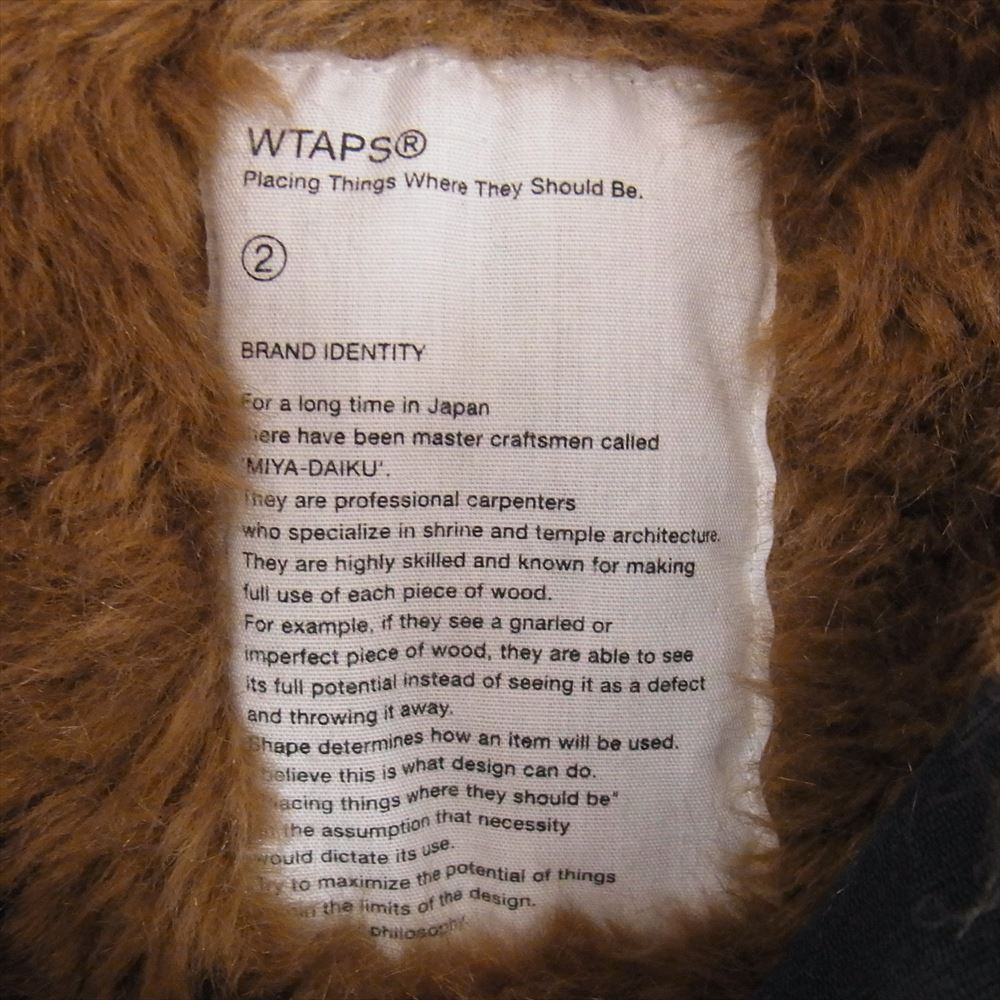 WTAPS®
Placing Things Where They Should Be.
②
BRAND IDENTITY
For a long time in Japan
have been master craftsmen called
'MIYA-DAIKU'.
They are professional carpenters
who specialize in shrine and temple architecture.
They are highly skilled and known for making
full use of each piece of wood.
For example, if they see a gnarled or
imperfect piece of wood, they are able to see
its full potential instead of seeing it as a defect
and throwing it away.
Shape determines how an item will be used.
believe this is what design can do.
things where they should be"
the assumption that necessity
would dictate its use.
to maximize the potential of things
the limits of the design.
philosophy